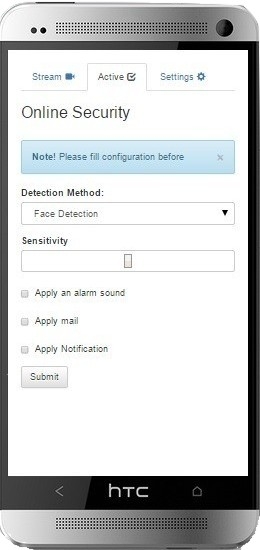 Stream
Active
Settings
Online Security
Note! Please fill configuration before ×
Detection Method:
Face Detection
Sensitivity
Apply an alarm sound
Apply mail
Apply Notification
Submit
hTC